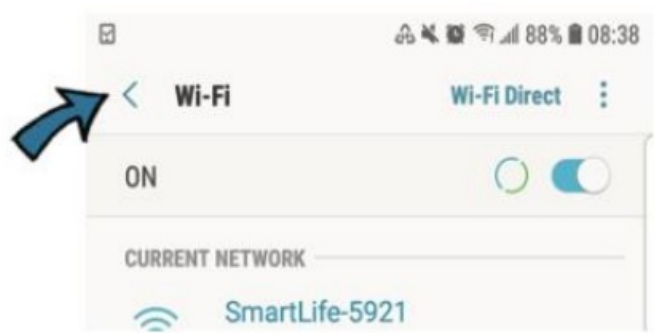 88% 08:38
Wi-Fi Wi-Fi Direct
ON
CURRENT NETWORK
SmartLife-5921